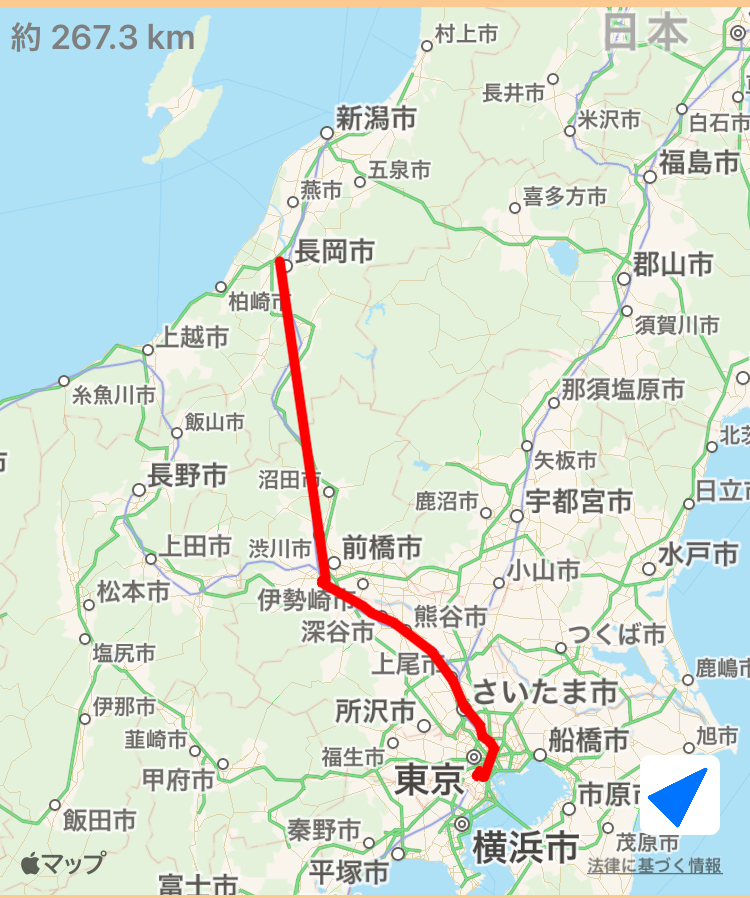 約 267.3 km
日本
村上市
長井市
米沢市
白石市
新潟市
五泉市
福島市
燕市
喜多方市
長岡市
郡山市
柏崎市
須賀川市
上越市
糸魚川市
那須塩原市
飯山市
矢板市
長野市
沼田市
鹿沼市
宇都宮市
日立市
上田市
渋川市
前橋市
小山市
水戸市
松本市
伊勢崎市
熊谷市
深谷市
つくば市
塩尻市
上尾市
さいたま市
伊那市
所沢市
韮崎市
福生市
船橋市
旭市
甲府市
東京
飯田市
秦野市
横浜市
茂原市
マップ
平塚市
法律に基づく情報
富士市